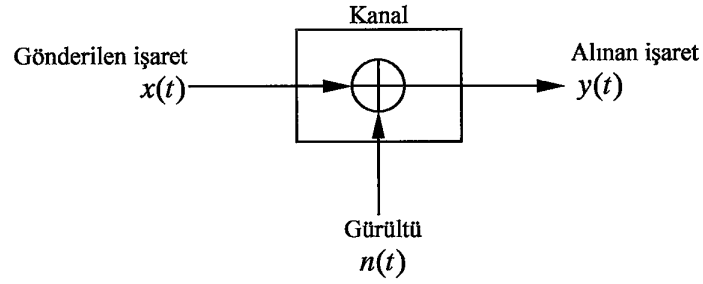 Kanal
Gönderilen işaret
x(t)
Alınan işaret
y(t)
Gürültü
n(t)